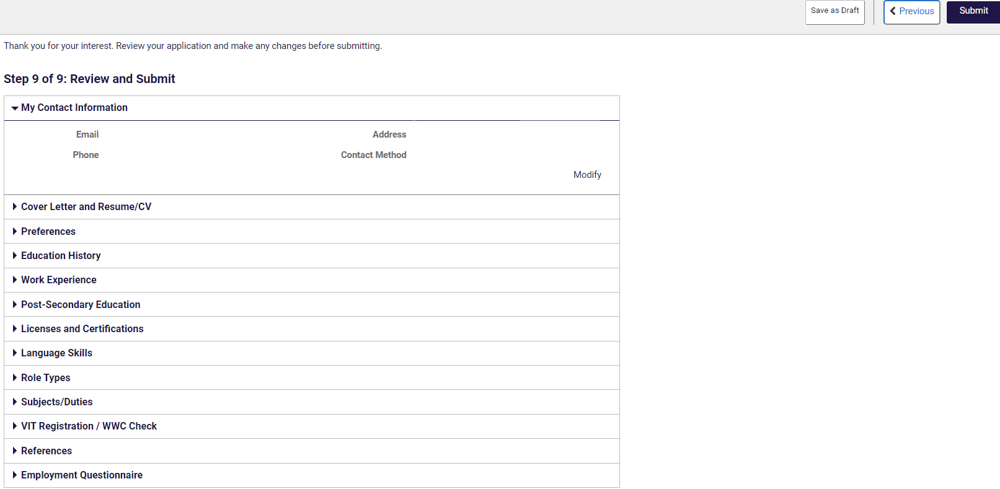 Save as Draft
Previous
Submit
Thank you for your interest. Review your application and make any changes before submitting.
Step 9 of 9: Review and Submit
My Contact Information
Email
Address
Phone
Contact Method
Modify
Cover Letter and Resume/CV
Preferences
Education History
Work Experience
Post-Secondary Education
Licenses and Certifications
Language Skills
Role Types
Subjects/Duties
VIT Registration / WWC Check
References
Employment Questionnaire